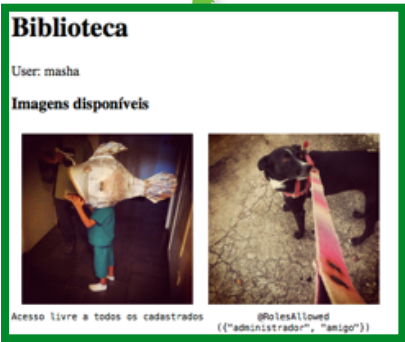 Biblioteca
User: masha
Imagens disponíveis
Acesso livre a todos os cadastrados
@RolesAllowed
({"administrador", "amigo"})